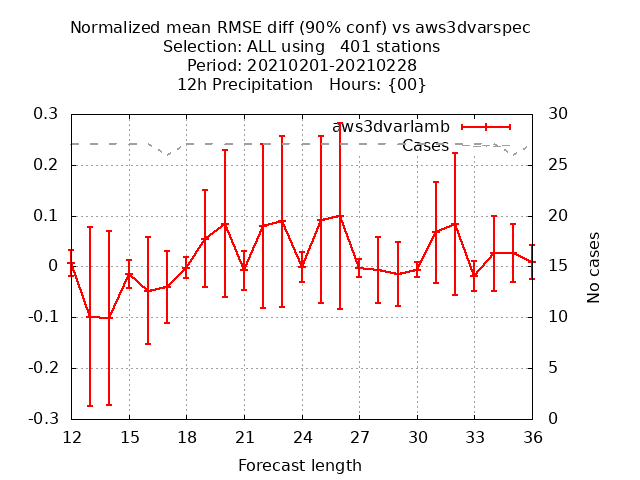 Normalized mean RMSE diff (90% conf) vs aws3dvarspec
Selection: ALL using   401 stations
Period: 20210201-20210228
12h Precipitation   Hours: {00}
0.3
0.2
0.1
0
-0.1
-0.2
-0.3
aws3dvarlamb
Cases
30
25
20
15
10
5
0
No cases
12 15 18 21 24 27 30 33 36
Forecast length